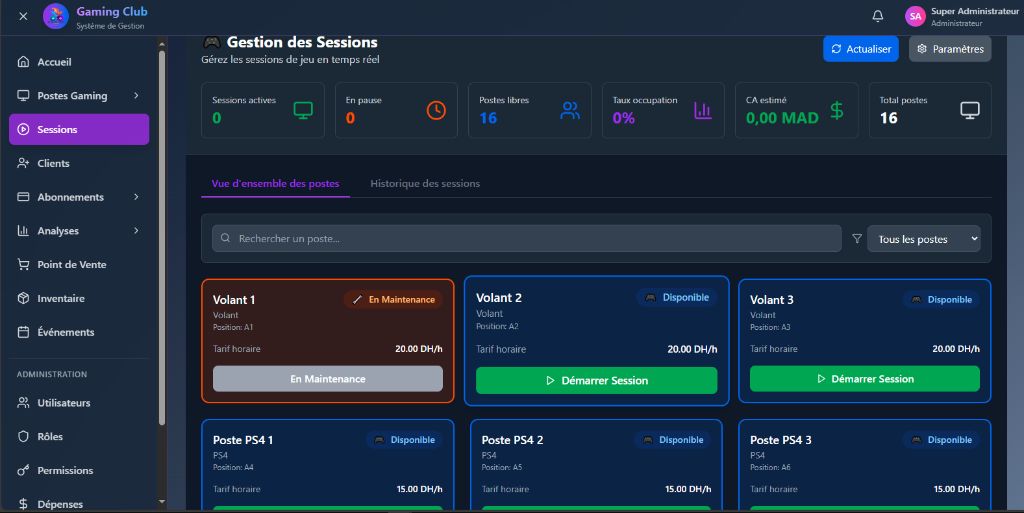 Gaming Club
Système de Gestion
SA
Super Administrateur
Administrateur
Accueil
Postes Gaming
Sessions
Clients
Abonnements
Analyses
Point de Vente
Inventaire
Événements
ADMINISTRATION
Utilisateurs
Rôles
Permissions
Dépenses
Gestion des Sessions
Gérez les sessions de jeu en temps réel
Actualiser
Paramètres
Sessions actives
0
En pause
0
Postes libres
16
Taux occupation
0%
CA estimé
0,00 MAD
Total postes
16
Vue d'ensemble des postes
Historique des sessions
Rechercher un poste...
Tous les postes
Volant 1
En Maintenance
Volant
Position: A1
Tarif horaire
20.00 DH/h
En Maintenance
Volant 2
Disponible
Volant
Position: A2
Tarif horaire
20.00 DH/h
Démarrer Session
Volant 3
Disponible
Volant
Position: A3
Tarif horaire
20.00 DH/h
Démarrer Session
Poste PS4 1
Disponible
PS4
Position: A4
Tarif horaire
15.00 DH/h
Poste PS4 2
Disponible
PS4
Position: A5
Tarif horaire
15.00 DH/h
Poste PS4 3
Disponible
PS4
Position: A6
Tarif horaire
15.00 DH/h